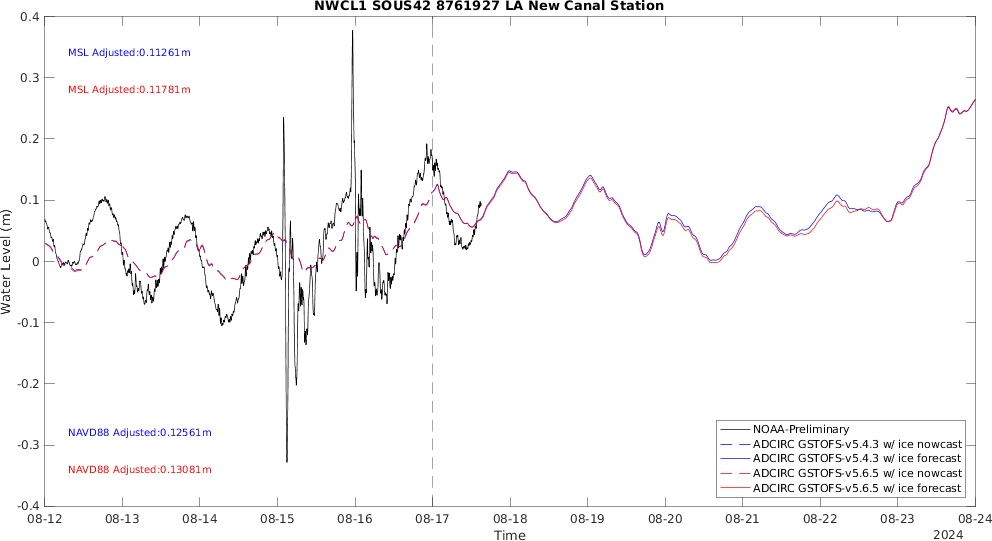 NWCL1 SOUS42 8761927 LA New Canal Station
Water Level (m)
0.4
0.3
0.2
0.1
0
-0.1
-0.2
-0.3
-0.4
MSL Adjusted:0.11261m
MSL Adjusted:0.11781m
NAVD88 Adjusted:0.12561m
NAVD88 Adjusted:0.13081m
NOAA-Preliminary
ADCIRC GSTOFS-v5.4.3 w/ ice nowcast
ADCIRC GSTOFS-v5.4.3 w/ ice forecast
ADCIRC GSTOFS-v5.6.5 w/ ice nowcast
ADCIRC GSTOFS-v5.6.5 w/ ice forecast
08-12 08-13 08-14 08-15 08-16 08-17 08-18 08-19 08-20 08-21 08-22 08-23 08-24
Time
2024